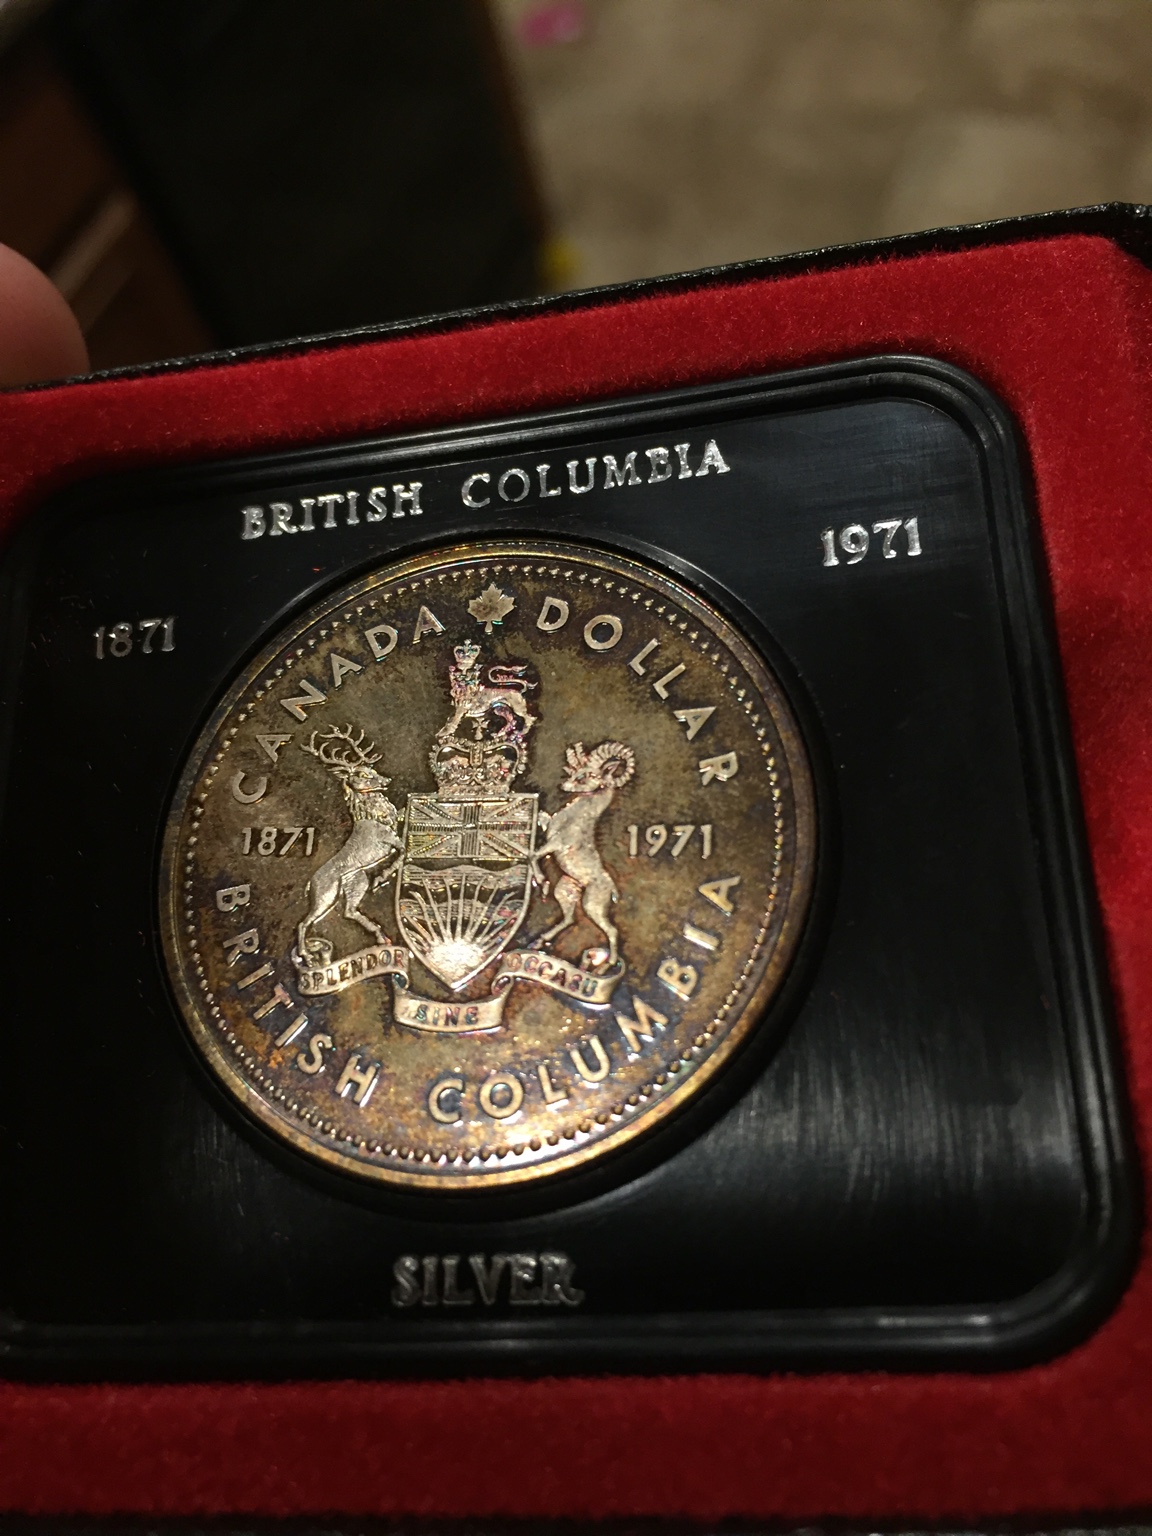 BRITISH COLUMBIA
1871
1971
CANADA DOLLAR
1871
1971
SPLENDOR SINE OCCASU
BRITISH COLUMBIA
SILVER